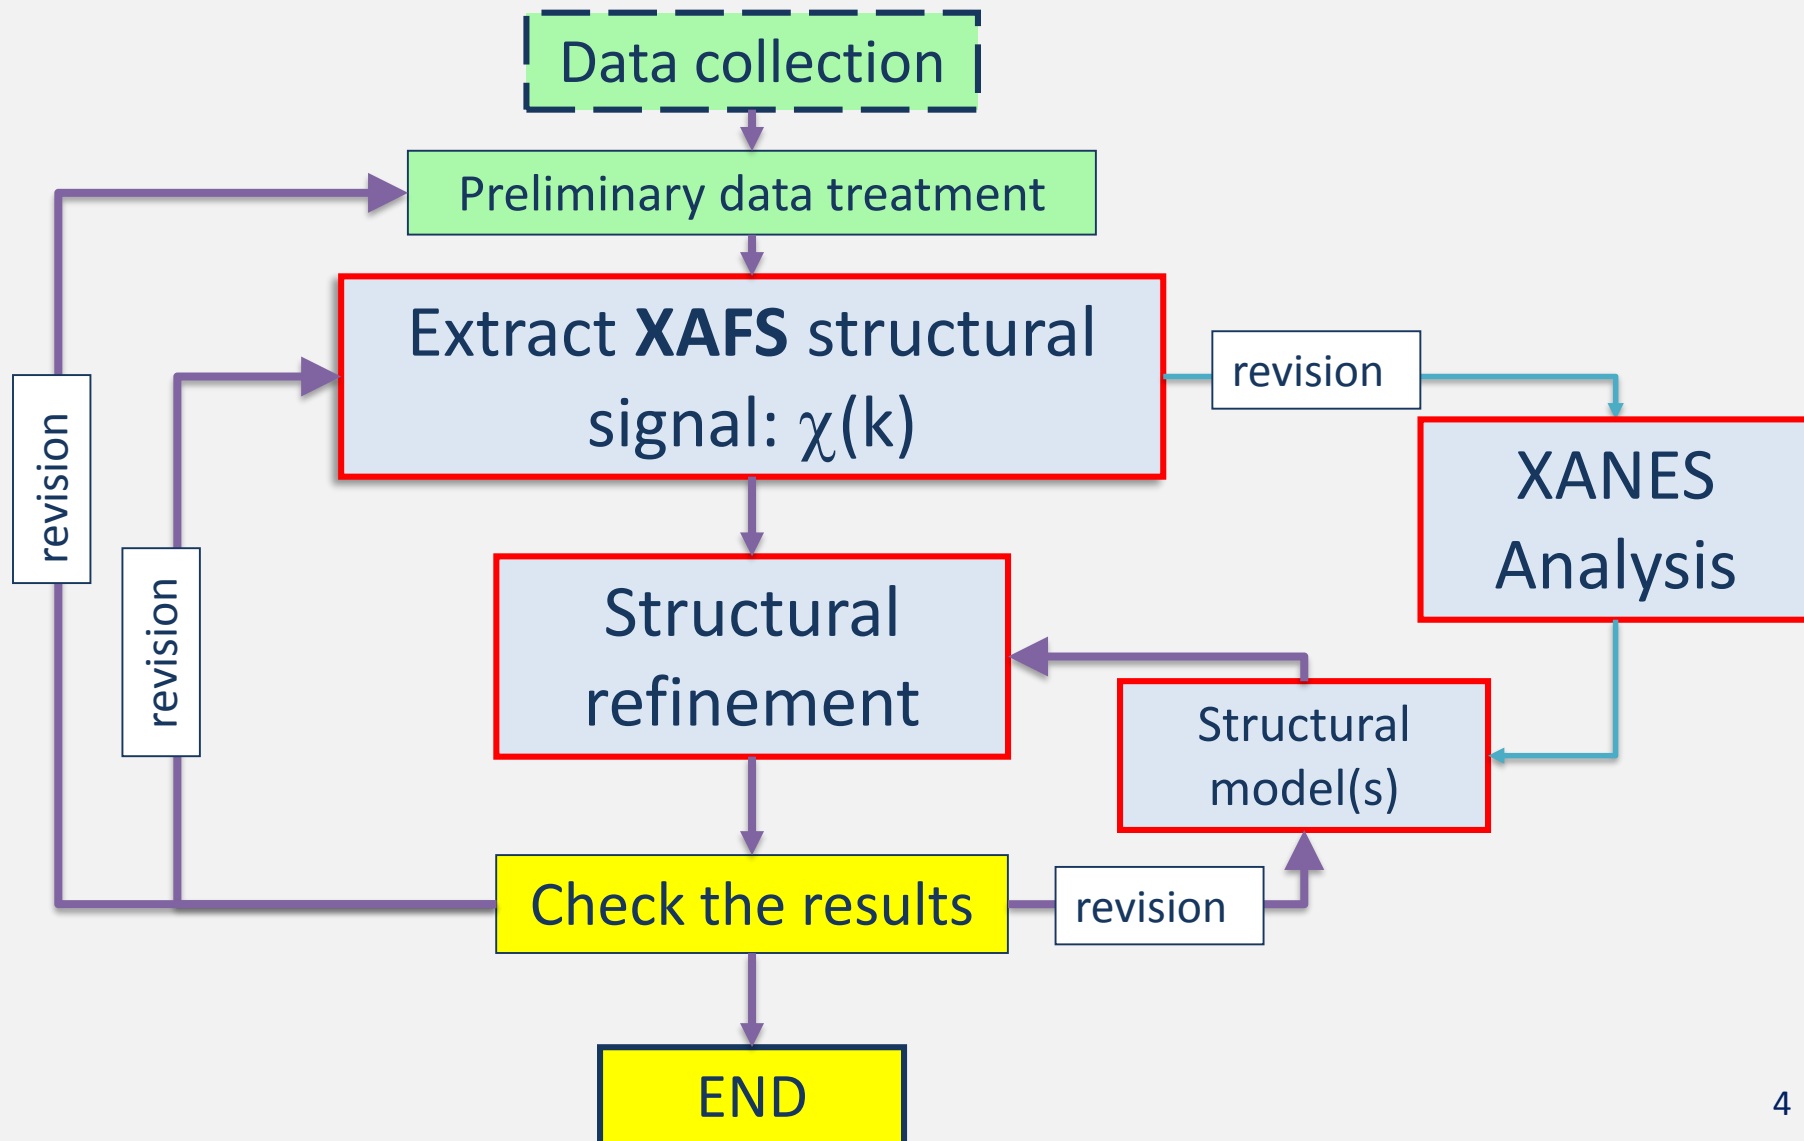 Data collection
Preliminary data treatment
Extract XAFS structural
signal: χ(k)
revision
XANES
Analysis
revision
revision
Structural
refinement
Structural
model(s)
Check the results
revision
END
4